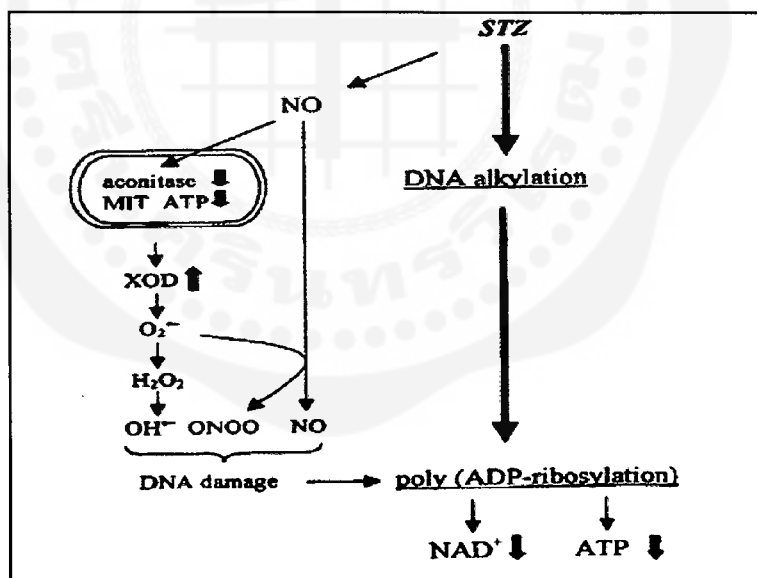 STZ
NO
aconitase
MIT ATP
DNA alkylation
XOD
O₂•⁻
H₂O₂
OH•⁻ ONOO NO
DNA damage
poly (ADP-ribosylation)
NAD⁺ ATP